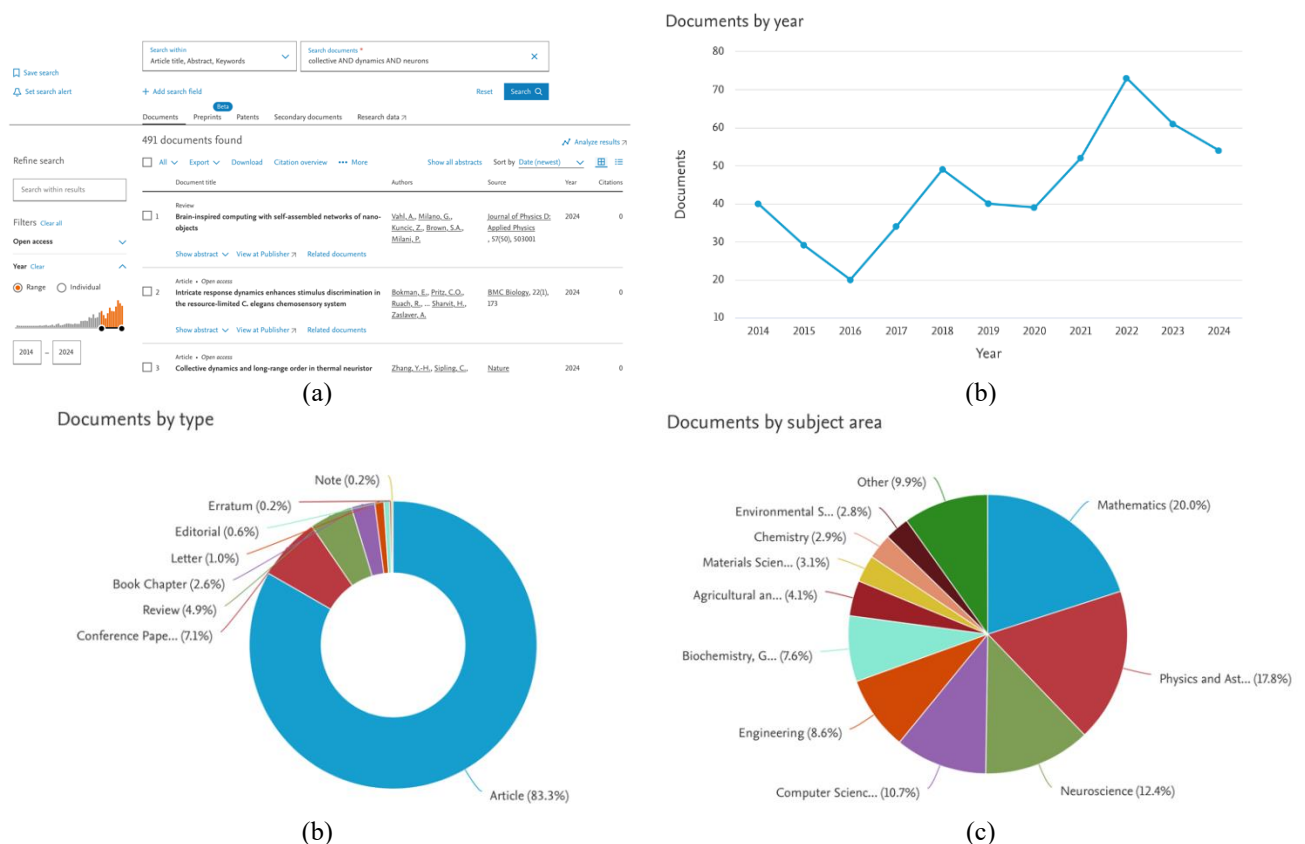 Search within
Article title, Abstract, Keywords
Search documents *
collective AND dynamics AND neurons
Save search
Set search alert
+ Add search field
Reset
Search
Beta
Documents Preprints Patents Secondary documents Research data
491 documents found
Analyze results
Refine search
All Export Download Citation overview ••• More Show all abstracts Sort by Date (newest)
Search within results
Document title Authors Source Year Citations
Filters Clear all
Open access
Year Clear
Range Individual
2014 – 2024
Review
1 Brain-inspired computing with self-assembled networks of nano-objects
Vahl, A., Milano, G.,
Kuncic, Z., Brown, S.A.,
Milani, P.
Journal of Physics D:
Applied Physics
, 57(50), 503001
2024 0
Show abstract View at Publisher Related documents
Article • Open access
2 Intricate response dynamics enhances stimulus discrimination in
the resource-limited C. elegans chemosensory system
Bokman, E., Pritz, C.O.,
Ruach, R., ... Sharvit, H.,
Zaslaver, A.
BMC Biology, 22(1),
173
2024 0
Show abstract View at Publisher Related documents
Article • Open access
3 Collective dynamics and long-range order in thermal neuristor
Zhang, Y.-H., Sipling, C.,
Nature
2024 0
(a)
Documents by year
80
70
60
50
40
30
20
10
Documents
2014 2015 2016 2017 2018 2019 2020 2021 2022 2023 2024
Year
(b)
Documents by type
Note (0.2%)
Erratum (0.2%)
Editorial (0.6%)
Letter (1.0%)
Book Chapter (2.6%)
Review (4.9%)
Conference Pape... (7.1%)
Article (83.3%)
(b)
Documents by subject area
Other (9.9%)
Environmental S... (2.8%)
Chemistry (2.9%)
Materials Scien... (3.1%)
Agricultural an... (4.1%)
Biochemistry, G... (7.6%)
Engineering (8.6%)
Computer Scienc... (10.7%)
Mathematics (20.0%)
Physics and Ast... (17.8%)
Neuroscience (12.4%)
(c)